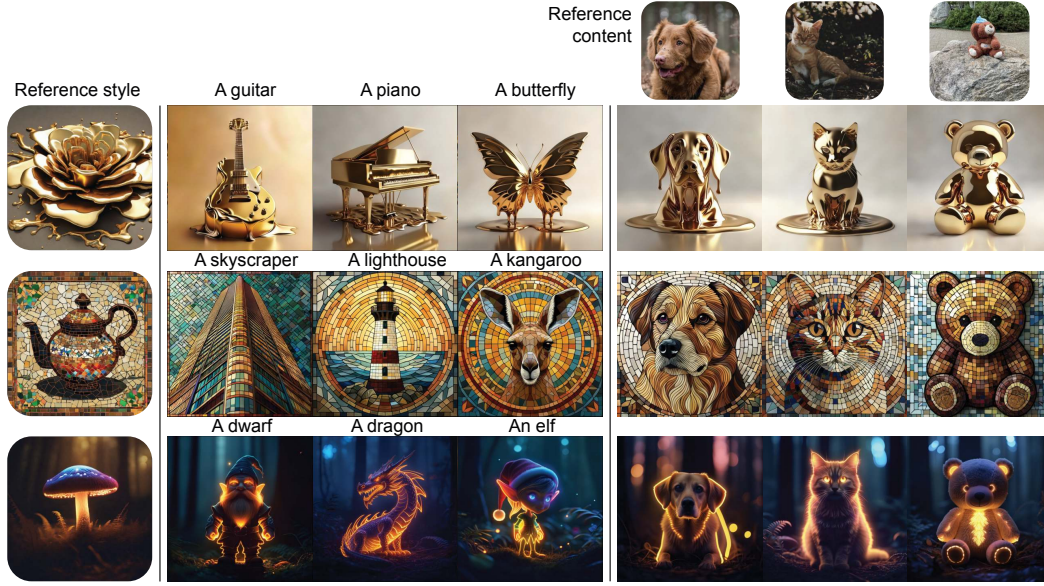 Reference
content
Reference style
A guitar
A piano
A butterfly
A skyscraper
A lighthouse
A kangaroo
A dwarf
A dragon
An elf